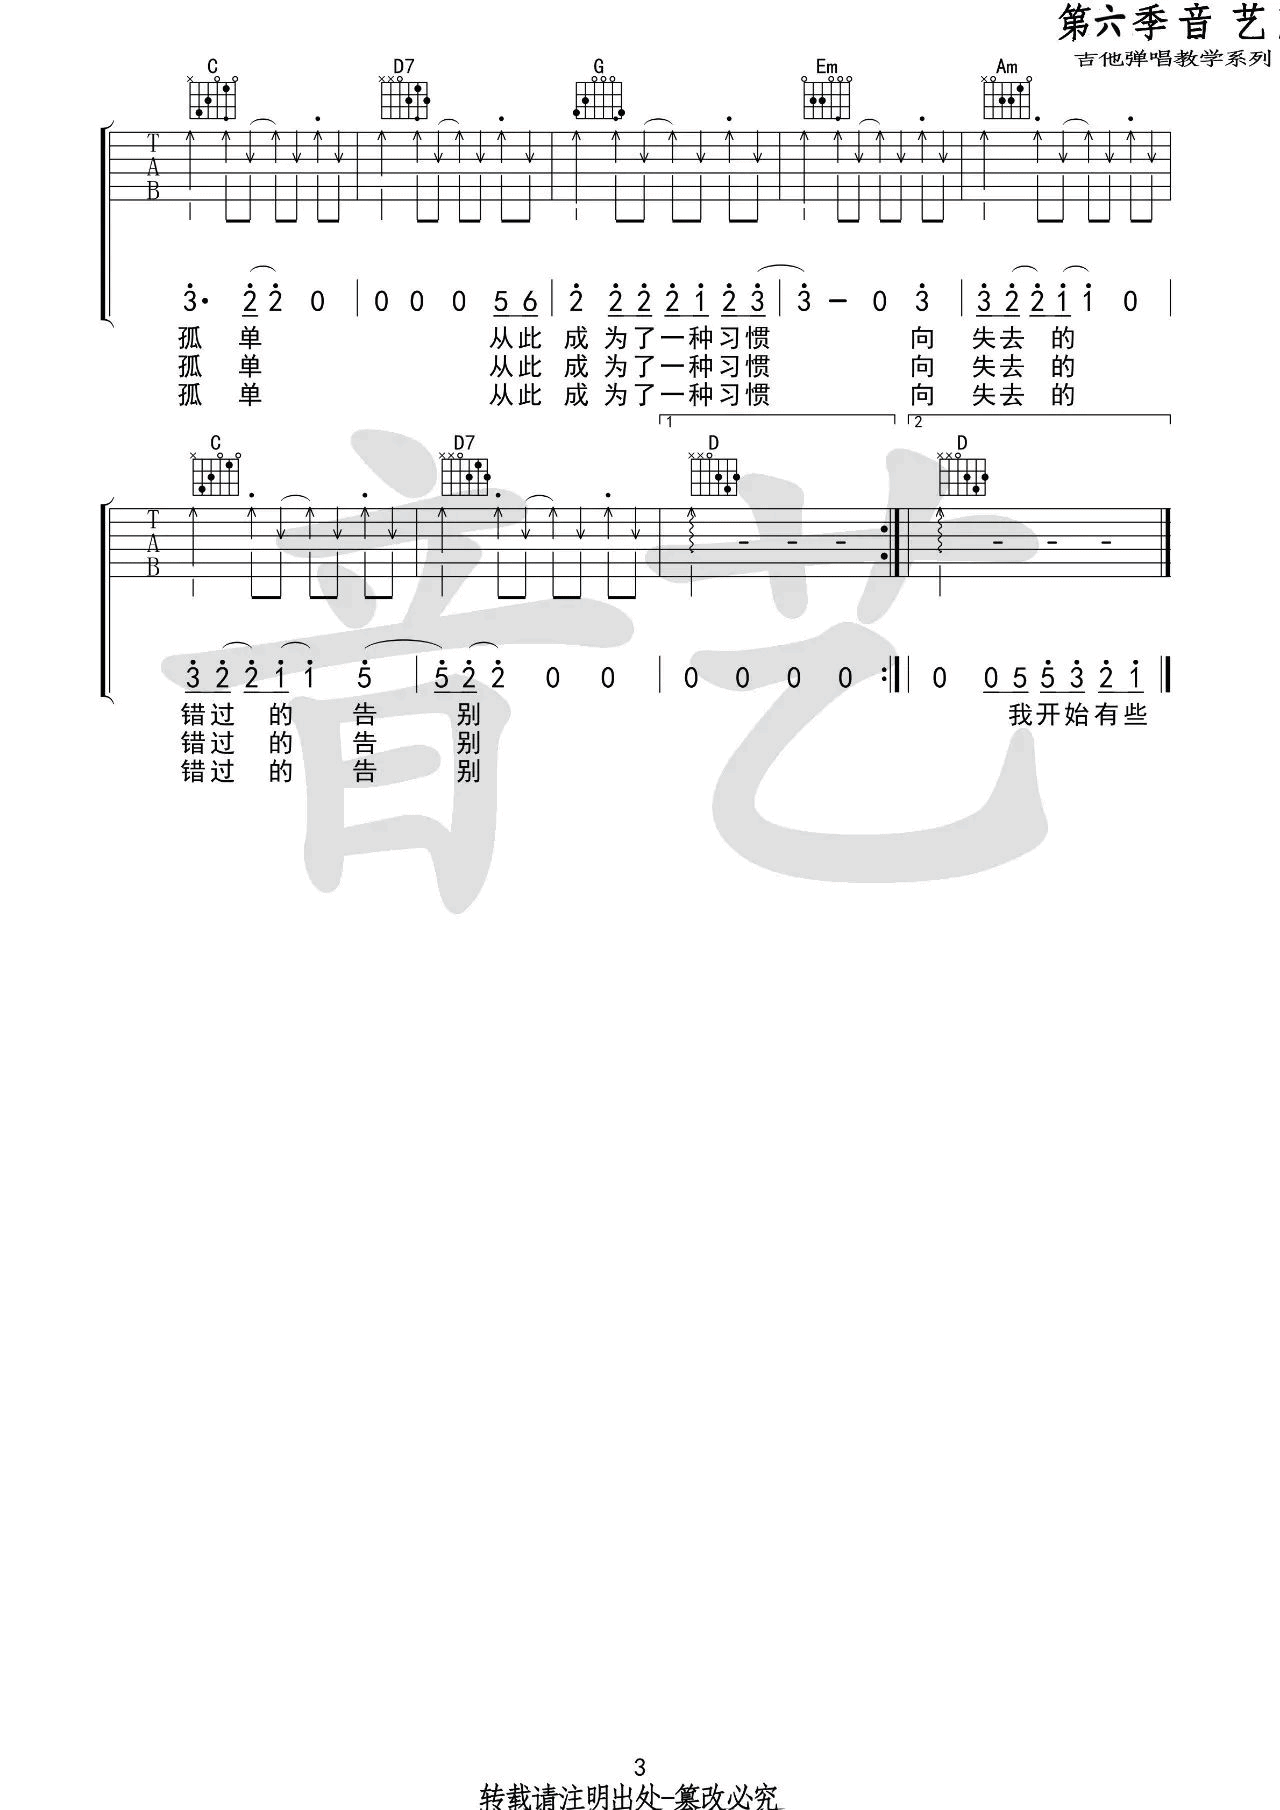 第六季音 艺
吉他弹唱教学系列
C D7 G Em Am
T
A
B
3· 2 2 0 0 0 0 5 6 2 2 2 2 1 2 3 3 - 0 3 3 2 2 1 1 0
孤 单 从此 成 为了一种习惯 向 失去 的
孤 单 从此 成 为了一种习惯 向 失去 的
孤 单 从此 成 为了一种习惯 向 失去 的
1 2
C D7 D D
T
A
B
3 2 2 1 1 5 5 2 2 0 0 0 0 0 0 0 0 5 5 3 2 1
错过 的 告 别 我开始有些
错过 的 告 别
错过 的 告 别
音艺
3
转载请注明出处-篡改必究